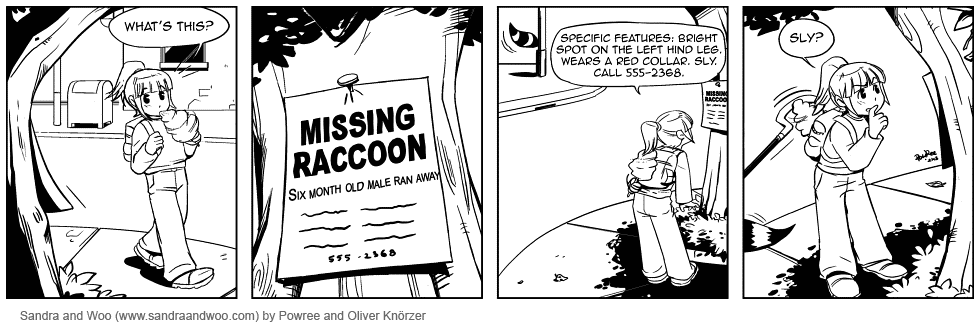 WHAT'S THIS?
MISSING
RACCOON
SIX MONTH OLD MALE RAN AWAY
555 - 2368
SPECIFIC FEATURES: BRIGHT
SPOT ON THE LEFT HIND LEG.
WEARS A RED COLLAR. SLY.
CALL 555-2368.
MISSING
RACCOO
SLY?
Sandra and Woo (www.sandraandwoo.com) by Powree and Oliver Knörzer